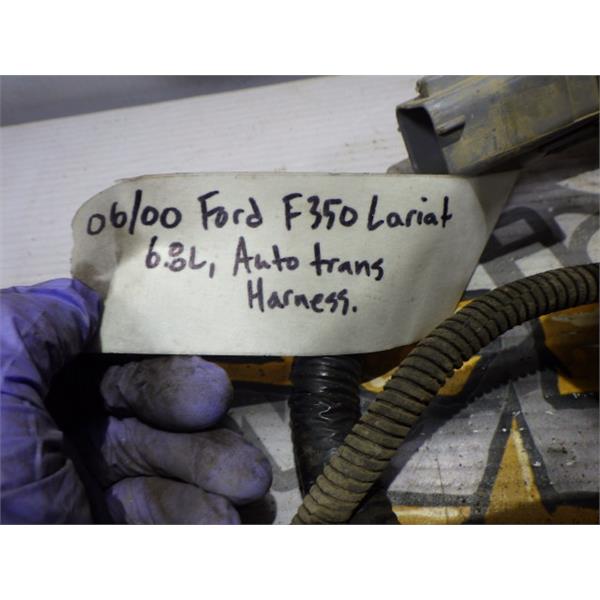 06/00 Ford F350 Lariat
6.8L, Auto trans
Harness.